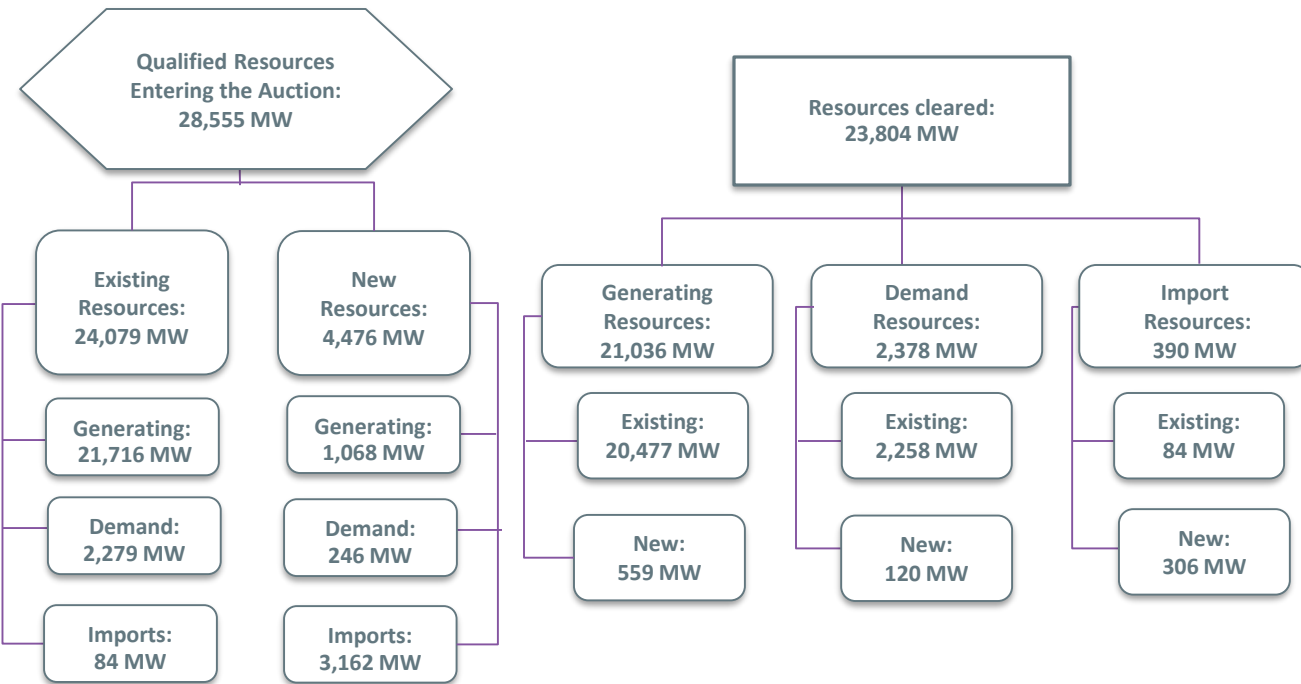 Qualified Resources
Entering the Auction:
28,555 MW
Existing
Resources:
24,079 MW
Generating:
21,716 MW
Demand:
2,279 MW
Imports:
84 MW
New
Resources:
4,476 MW
Generating:
1,068 MW
Demand:
246 MW
Imports:
3,162 MW
Resources cleared:
23,804 MW
Generating
Resources:
21,036 MW
Existing:
20,477 MW
New:
559 MW
Demand
Resources:
2,378 MW
Existing:
2,258 MW
New:
120 MW
Import
Resources:
390 MW
Existing:
84 MW
New:
306 MW